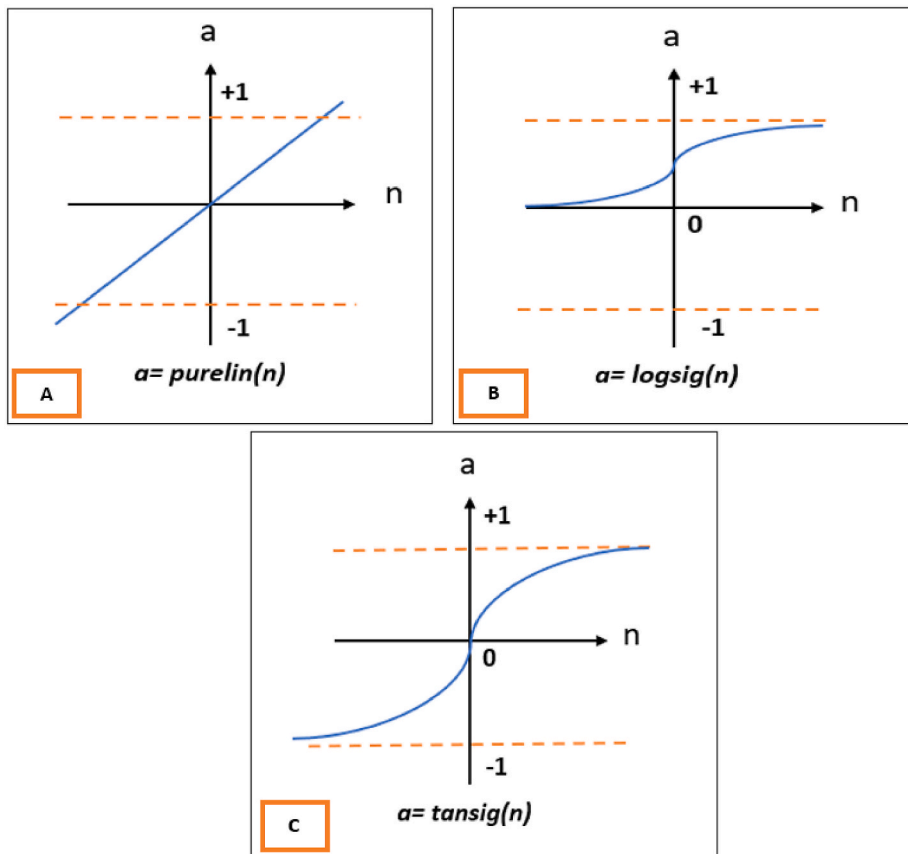 a
+1
n
-1
a= purelin(n)
A
a
+1
n
0
-1
a= logsig(n)
B
a
+1
n
0
-1
a= tansig(n)
C